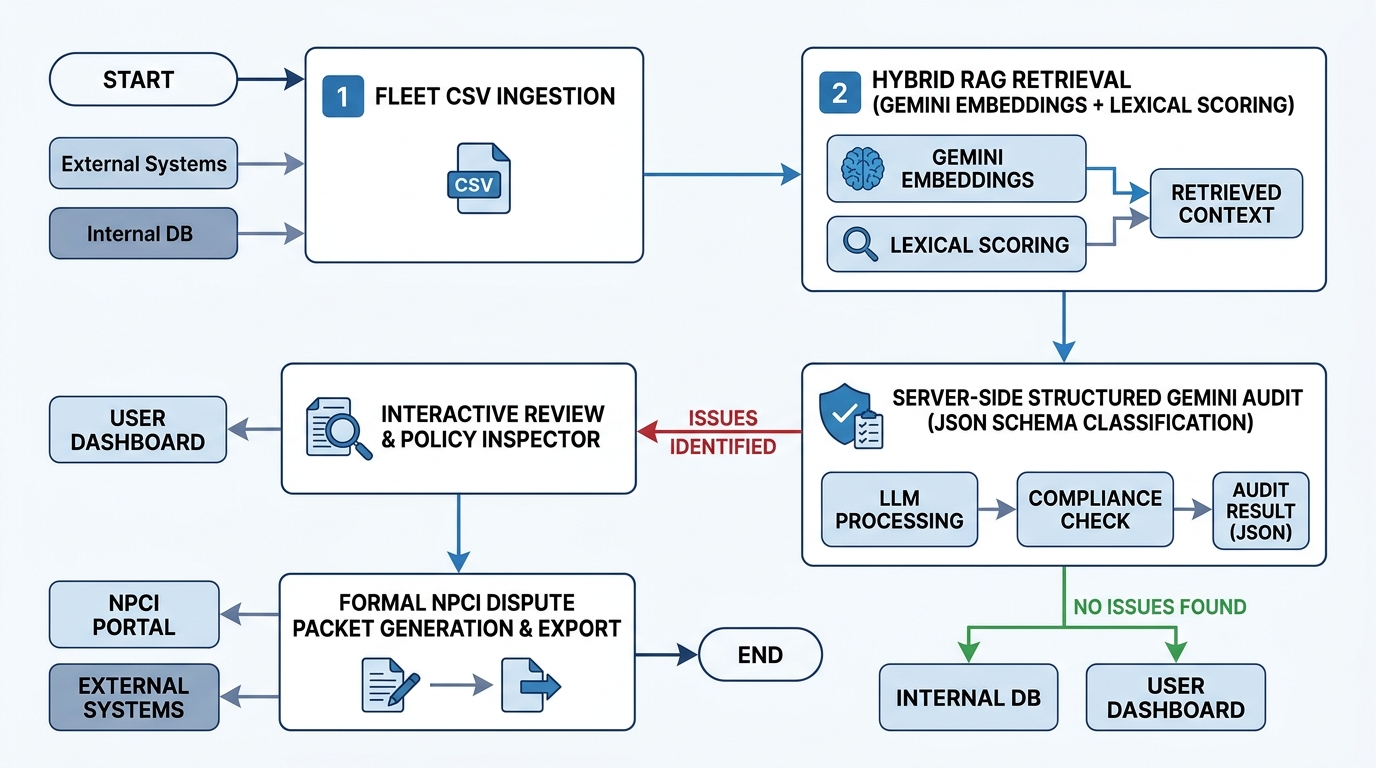 START
External Systems
Internal DB
1
FLEET CSV INGESTION
CSV
2
HYBRID RAG RETRIEVAL
(GEMINI EMBEDDINGS + LEXICAL SCORING)
GEMINI
EMBEDDINGS
LEXICAL SCORING
RETRIEVED
CONTEXT
SERVER-SIDE STRUCTURED GEMINI AUDIT
(JSON SCHEMA CLASSIFICATION)
LLM
PROCESSING
COMPLIANCE
CHECK
AUDIT
RESULT
(JSON)
ISSUES
IDENTIFIED
INTERACTIVE REVIEW
& POLICY INSPECTOR
USER
DASHBOARD
NO ISSUES FOUND
INTERNAL DB
USER
DASHBOARD
FORMAL NPCI DISPUTE
PACKET GENERATION & EXPORT
NPCI
PORTAL
EXTERNAL
SYSTEMS
END